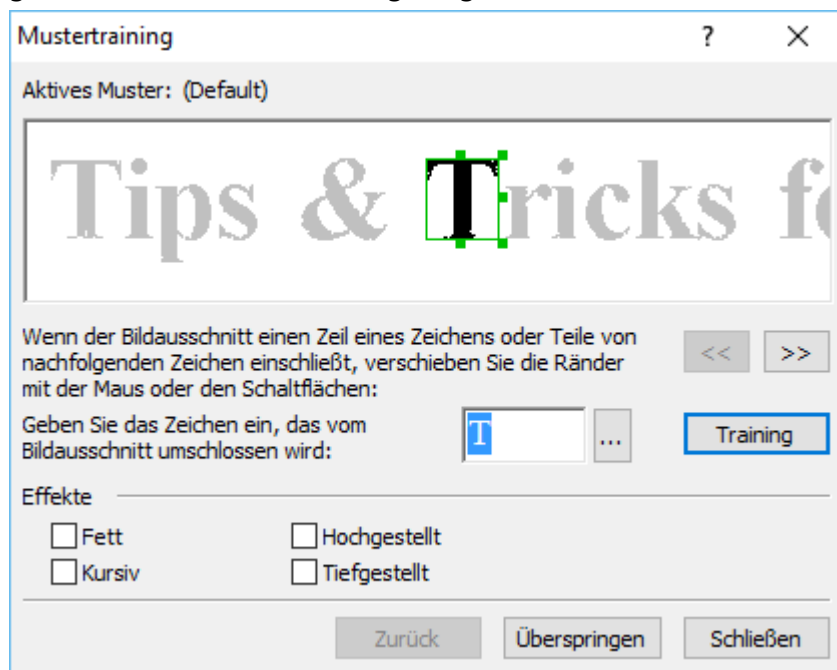 Mustertraining ? ×
Aktives Muster: (Default)
Tips & Tricks f
Wenn der Bildausschnitt einen Zeil eines Zeichens oder Teile von
nachfolgenden Zeichen einschließt, verschieben Sie die Ränder
mit der Maus oder den Schaltflächen:
<< >>
Geben Sie das Zeichen ein, das vom
Bildausschnitt umschlossen wird:
T ... Training
Effekte
Fett Hochgestellt
Kursiv Tiefgestellt
Zurück Überspringen Schließen